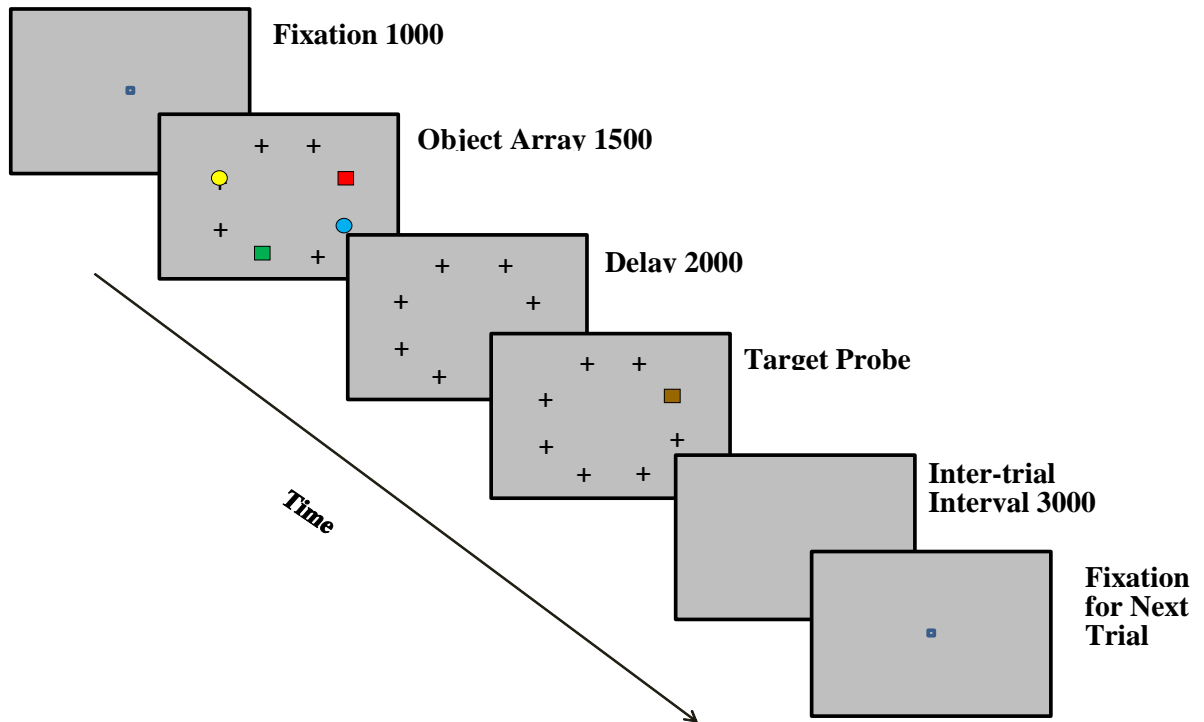 Fixation 1000
Object Array 1500
Delay 2000
Target Probe
Inter-trial
Interval 3000
Fixation
for Next
Trial
Time